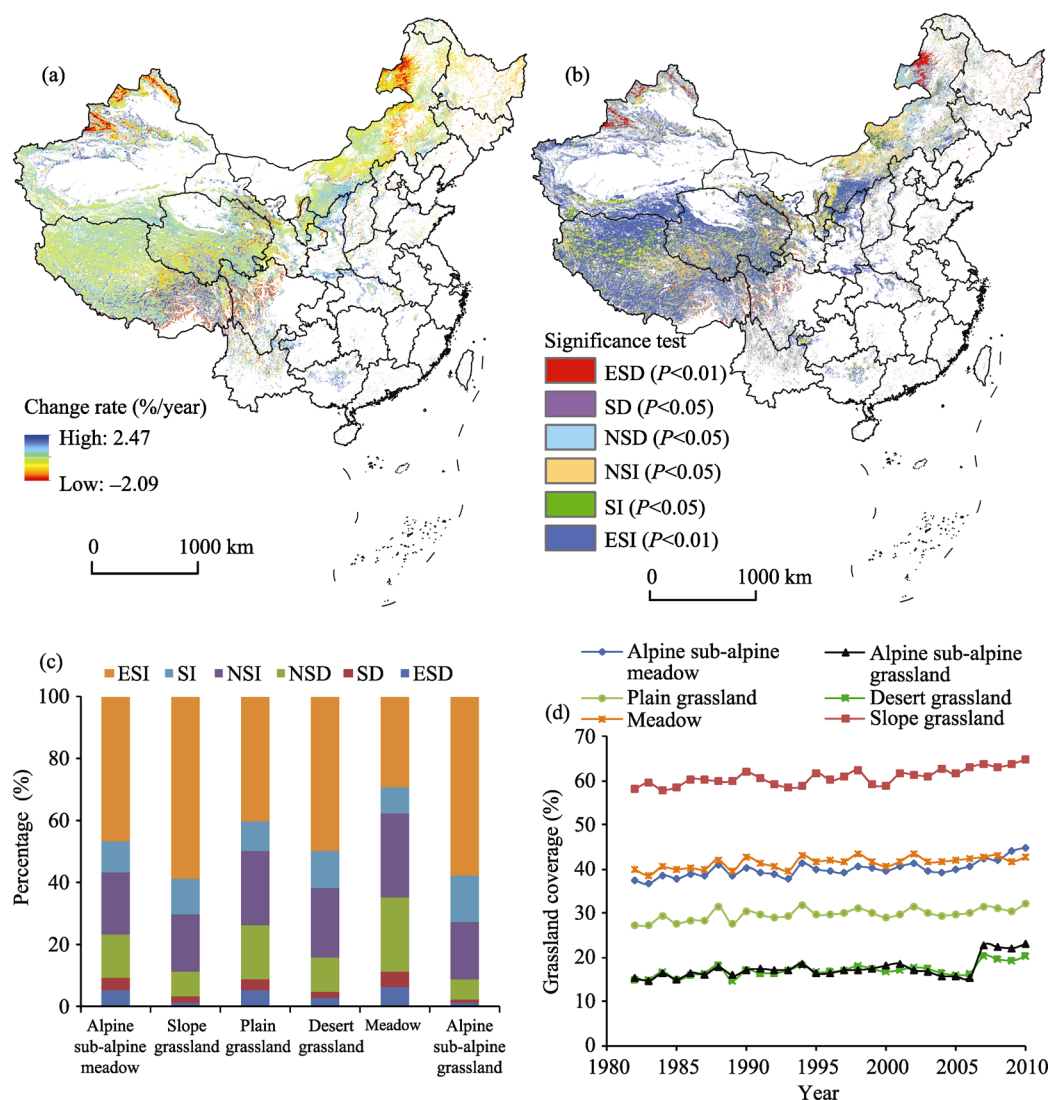 (a)
Change rate (%/year)
High: 2.47
Low: –2.09
0 1000 km
(b)
Significance test
ESD (P<0.01)
SD (P<0.05)
NSD (P<0.05)
NSI (P<0.05)
SI (P<0.05)
ESI (P<0.01)
0 1000 km
(c)
ESI SI NSI NSD SD ESD
Percentage (%)
100
80
60
40
20
0
Alpine sub-alpine meadow
Slope grassland
Plain grassland
Desert grassland
Meadow
Alpine sub-alpine grassland
(d)
Alpine sub-alpine
meadow
Alpine sub-alpine
grassland
Plain grassland
Desert grassland
Meadow
Slope grassland
Grassland coverage (%)
70
60
50
40
30
20
10
0
1980 1985 1990 1995 2000 2005 2010
Year